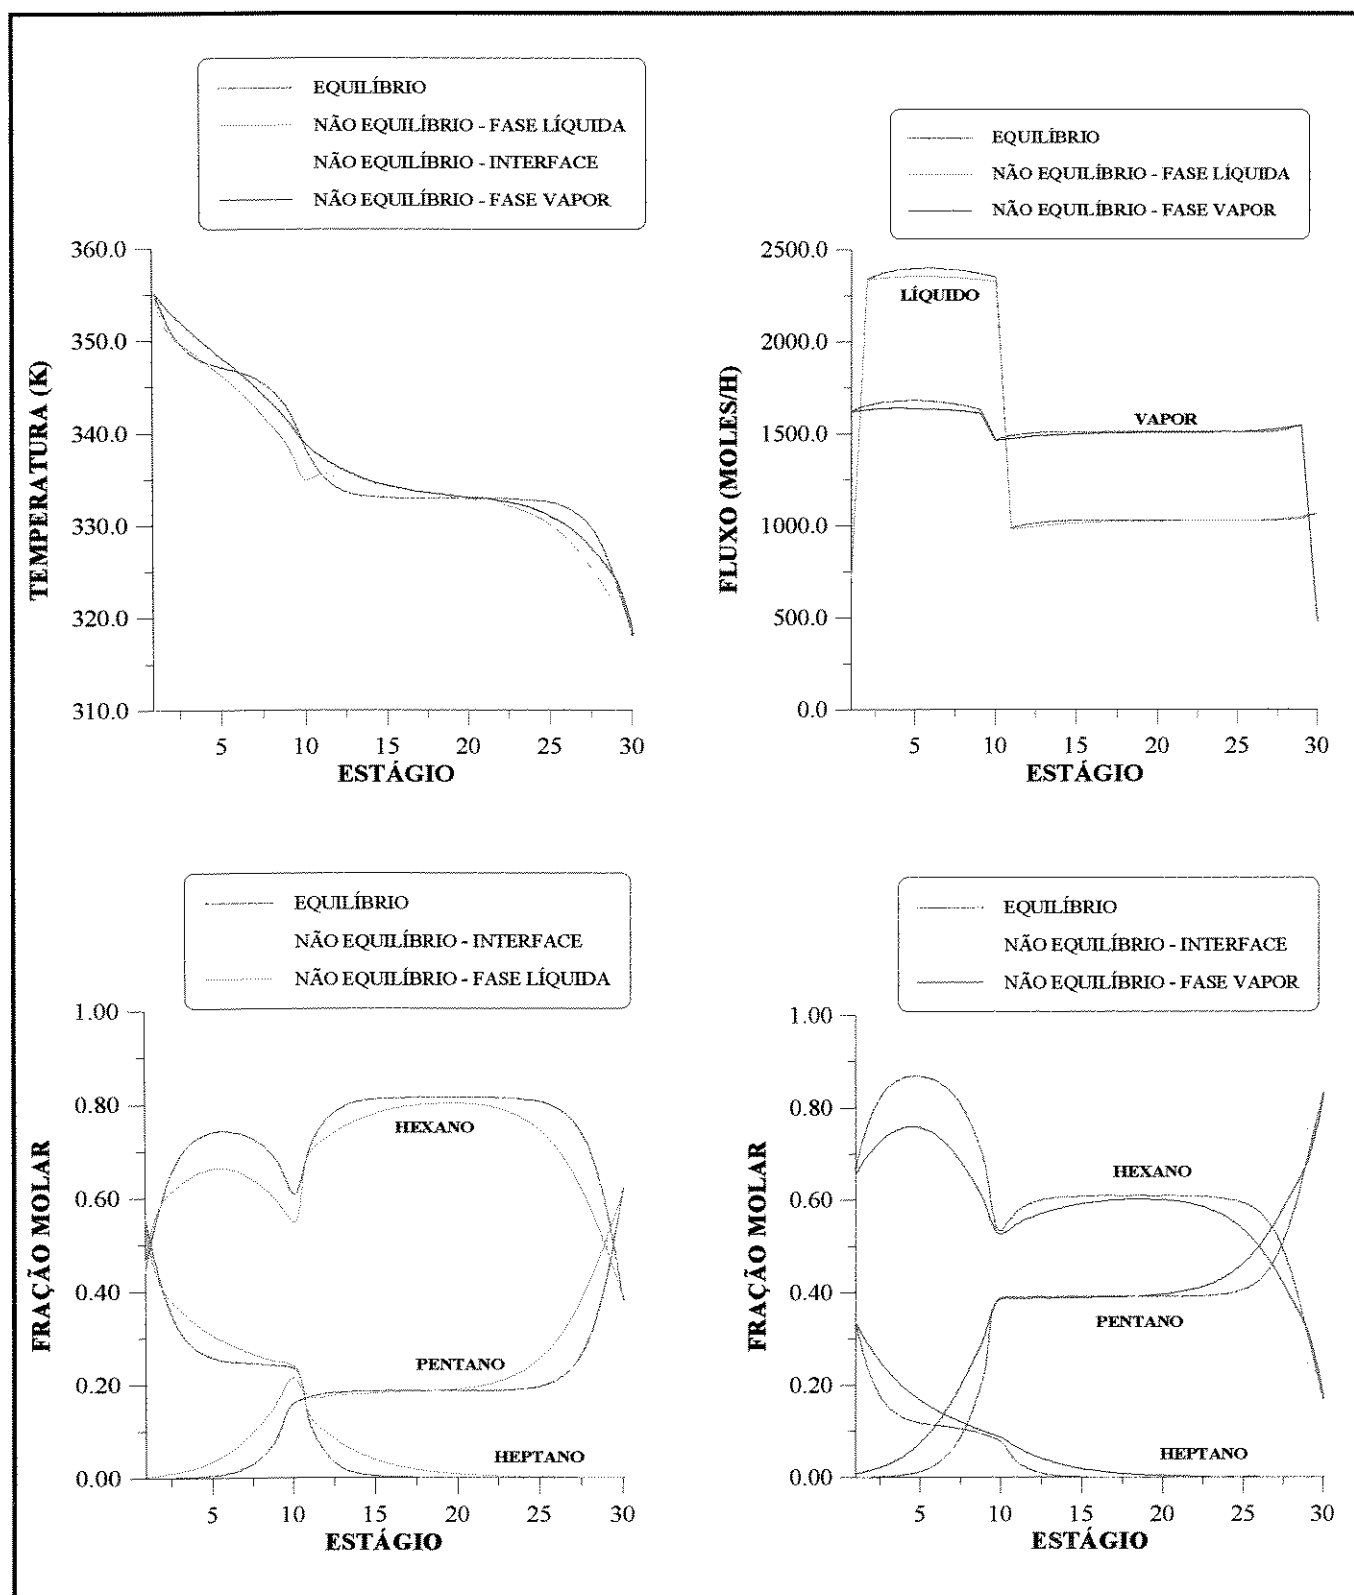 EQUILÍBRIO
NÃO EQUILÍBRIO - FASE LÍQUIDA
NÃO EQUILÍBRIO - INTERFACE
NÃO EQUILÍBRIO - FASE VAPOR
360.0
350.0
340.0
330.0
320.0
310.0
TEMPERATURA (K)
5 10 15 20 25 30
ESTÁGIO
EQUILÍBRIO
NÃO EQUILÍBRIO - FASE LÍQUIDA
NÃO EQUILÍBRIO - FASE VAPOR
2500.0
2000.0
1500.0
1000.0
500.0
0.0
FLUXO (MOLES/H)
LÍQUIDO
VAPOR
5 10 15 20 25 30
ESTÁGIO
EQUILÍBRIO
NÃO EQUILÍBRIO - INTERFACE
NÃO EQUILÍBRIO - FASE LÍQUIDA
1.00
0.80
0.60
0.40
0.20
0.00
FRAÇÃO MOLAR
HEXANO
PENTANO
HEPTANO
5 10 15 20 25 30
ESTÁGIO
EQUILÍBRIO
NÃO EQUILÍBRIO - INTERFACE
NÃO EQUILÍBRIO - FASE VAPOR
1.00
0.80
0.60
0.40
0.20
0.00
FRAÇÃO MOLAR
HEXANO
PENTANO
HEPTANO
5 10 15 20 25 30
ESTÁGIO